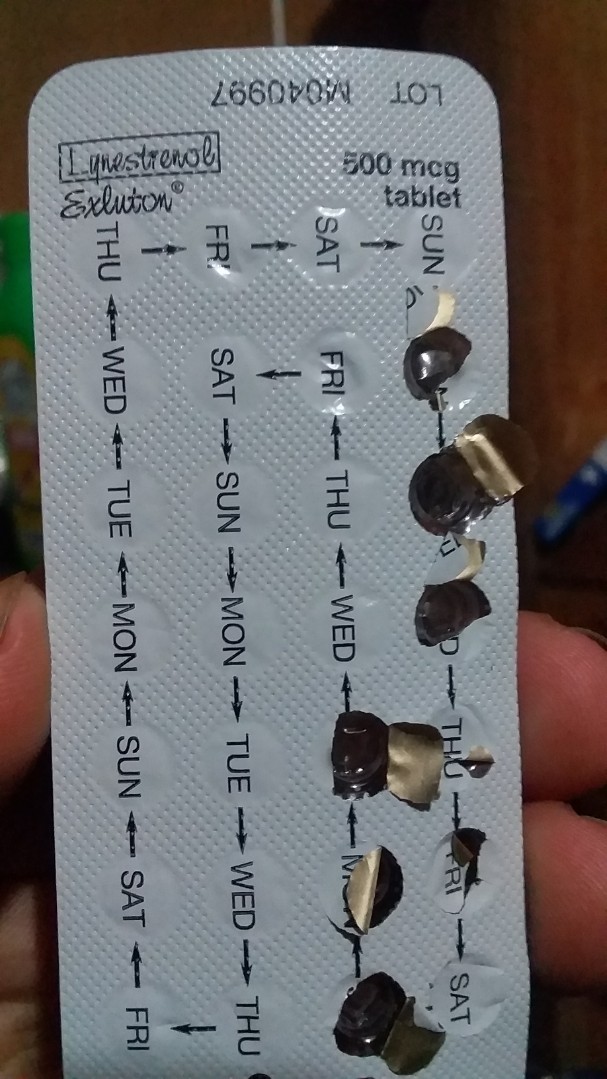 LOT M040997
Lynestrenol
Exluton®
500 mcg
tablet
SUN THU FRI SAT
SAT FRI THU WED
FRI SAT SUN MON TUE WED THU
THU WED TUE MON SUN SAT FRI